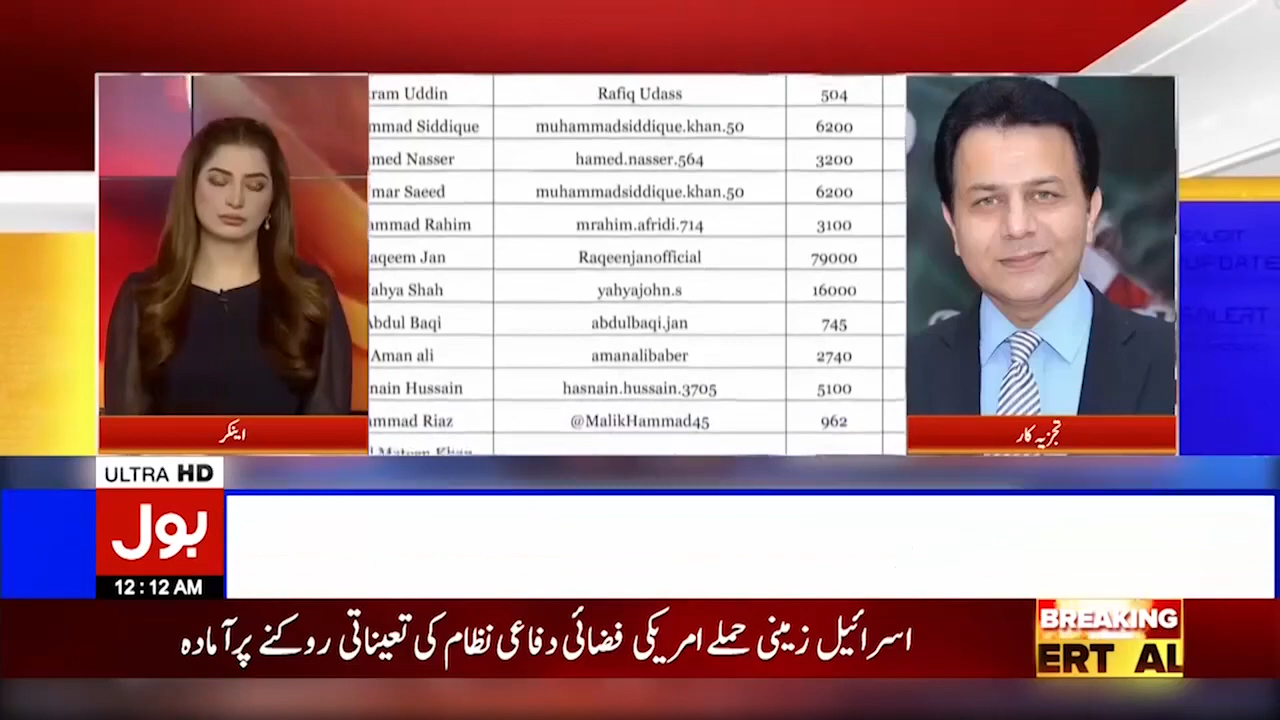 ram Uddin Rafiq Udass 504
mmad Siddique muhammadsiddique.khan.50 6200
med Nasser hamed.nasser.564 3200
mar Saeed muhammadsiddique.khan.50 6200
mmad Rahim mrahim.afridi.714 3100
aqeem Jan Raqeenjanofficial 79000
ahya Shah yahyajohn.s 16000
Abdul Baqi abdulbaqi.jan 745
Aman ali amanalibaber 2740
nain Hussain hasnain.hussain.3705 5100
mmad Riaz @MalikHammad45 962
اینکر
تجزیہ کار
ULTRA HD
بول
12:12 AM
اسرائیل زمینی حملے امریکی فضائی دفاعی نظام کی تعیناتی روکنے پر آمادہ
BREAKING
ERT AL